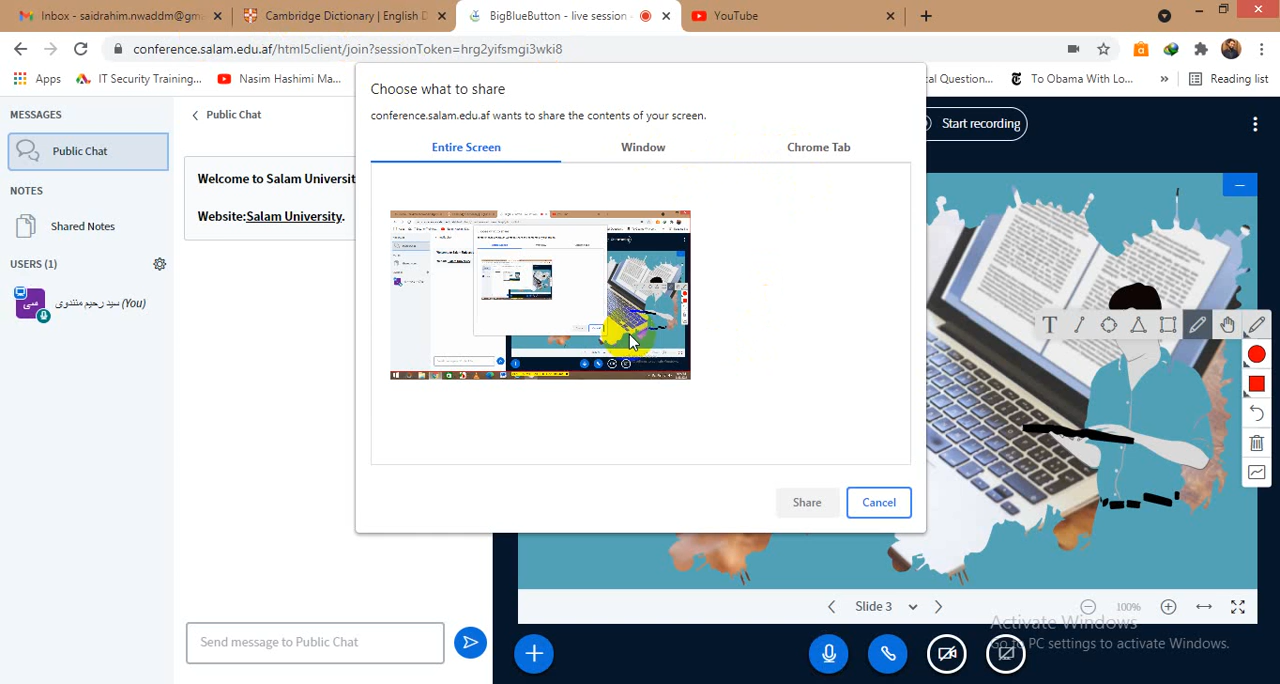 Inbox - saidrahim.nwaddm@gm
Cambridge Dictionary | English D
BigBlueButton - live session -
YouTube
conference.salam.edu.af/html5client/join?sessionToken=hrg2yifsmgi3wki8
Apps
IT Security Training...
Nasim Hashimi Ma...
al Question...
To Obama With Lo...
»
Reading list
MESSAGES
Public Chat
NOTES
Shared Notes
USERS (1)
سید رحیم منندوی (You)
Public Chat
Welcome to Salam Universit
Website:Salam University.
Choose what to share
conference.salam.edu.af wants to share the contents of your screen.
Entire Screen
Window
Chrome Tab
Share
Cancel
Start recording
T
Slide 3
100%
Activate Windows
Go to PC settings to activate Windows.
Send message to Public Chat